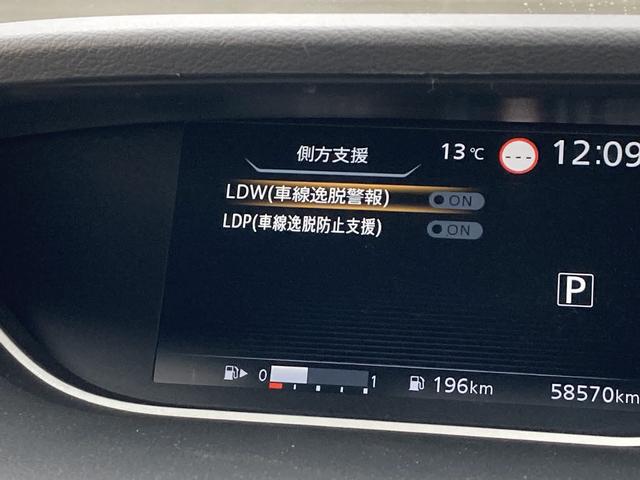 側方支援
13℃
---
12:09
LDW(車線逸脱警報)
ON
LDP(車線逸脱防止支援)
ON
P
0
1
196km
58570km